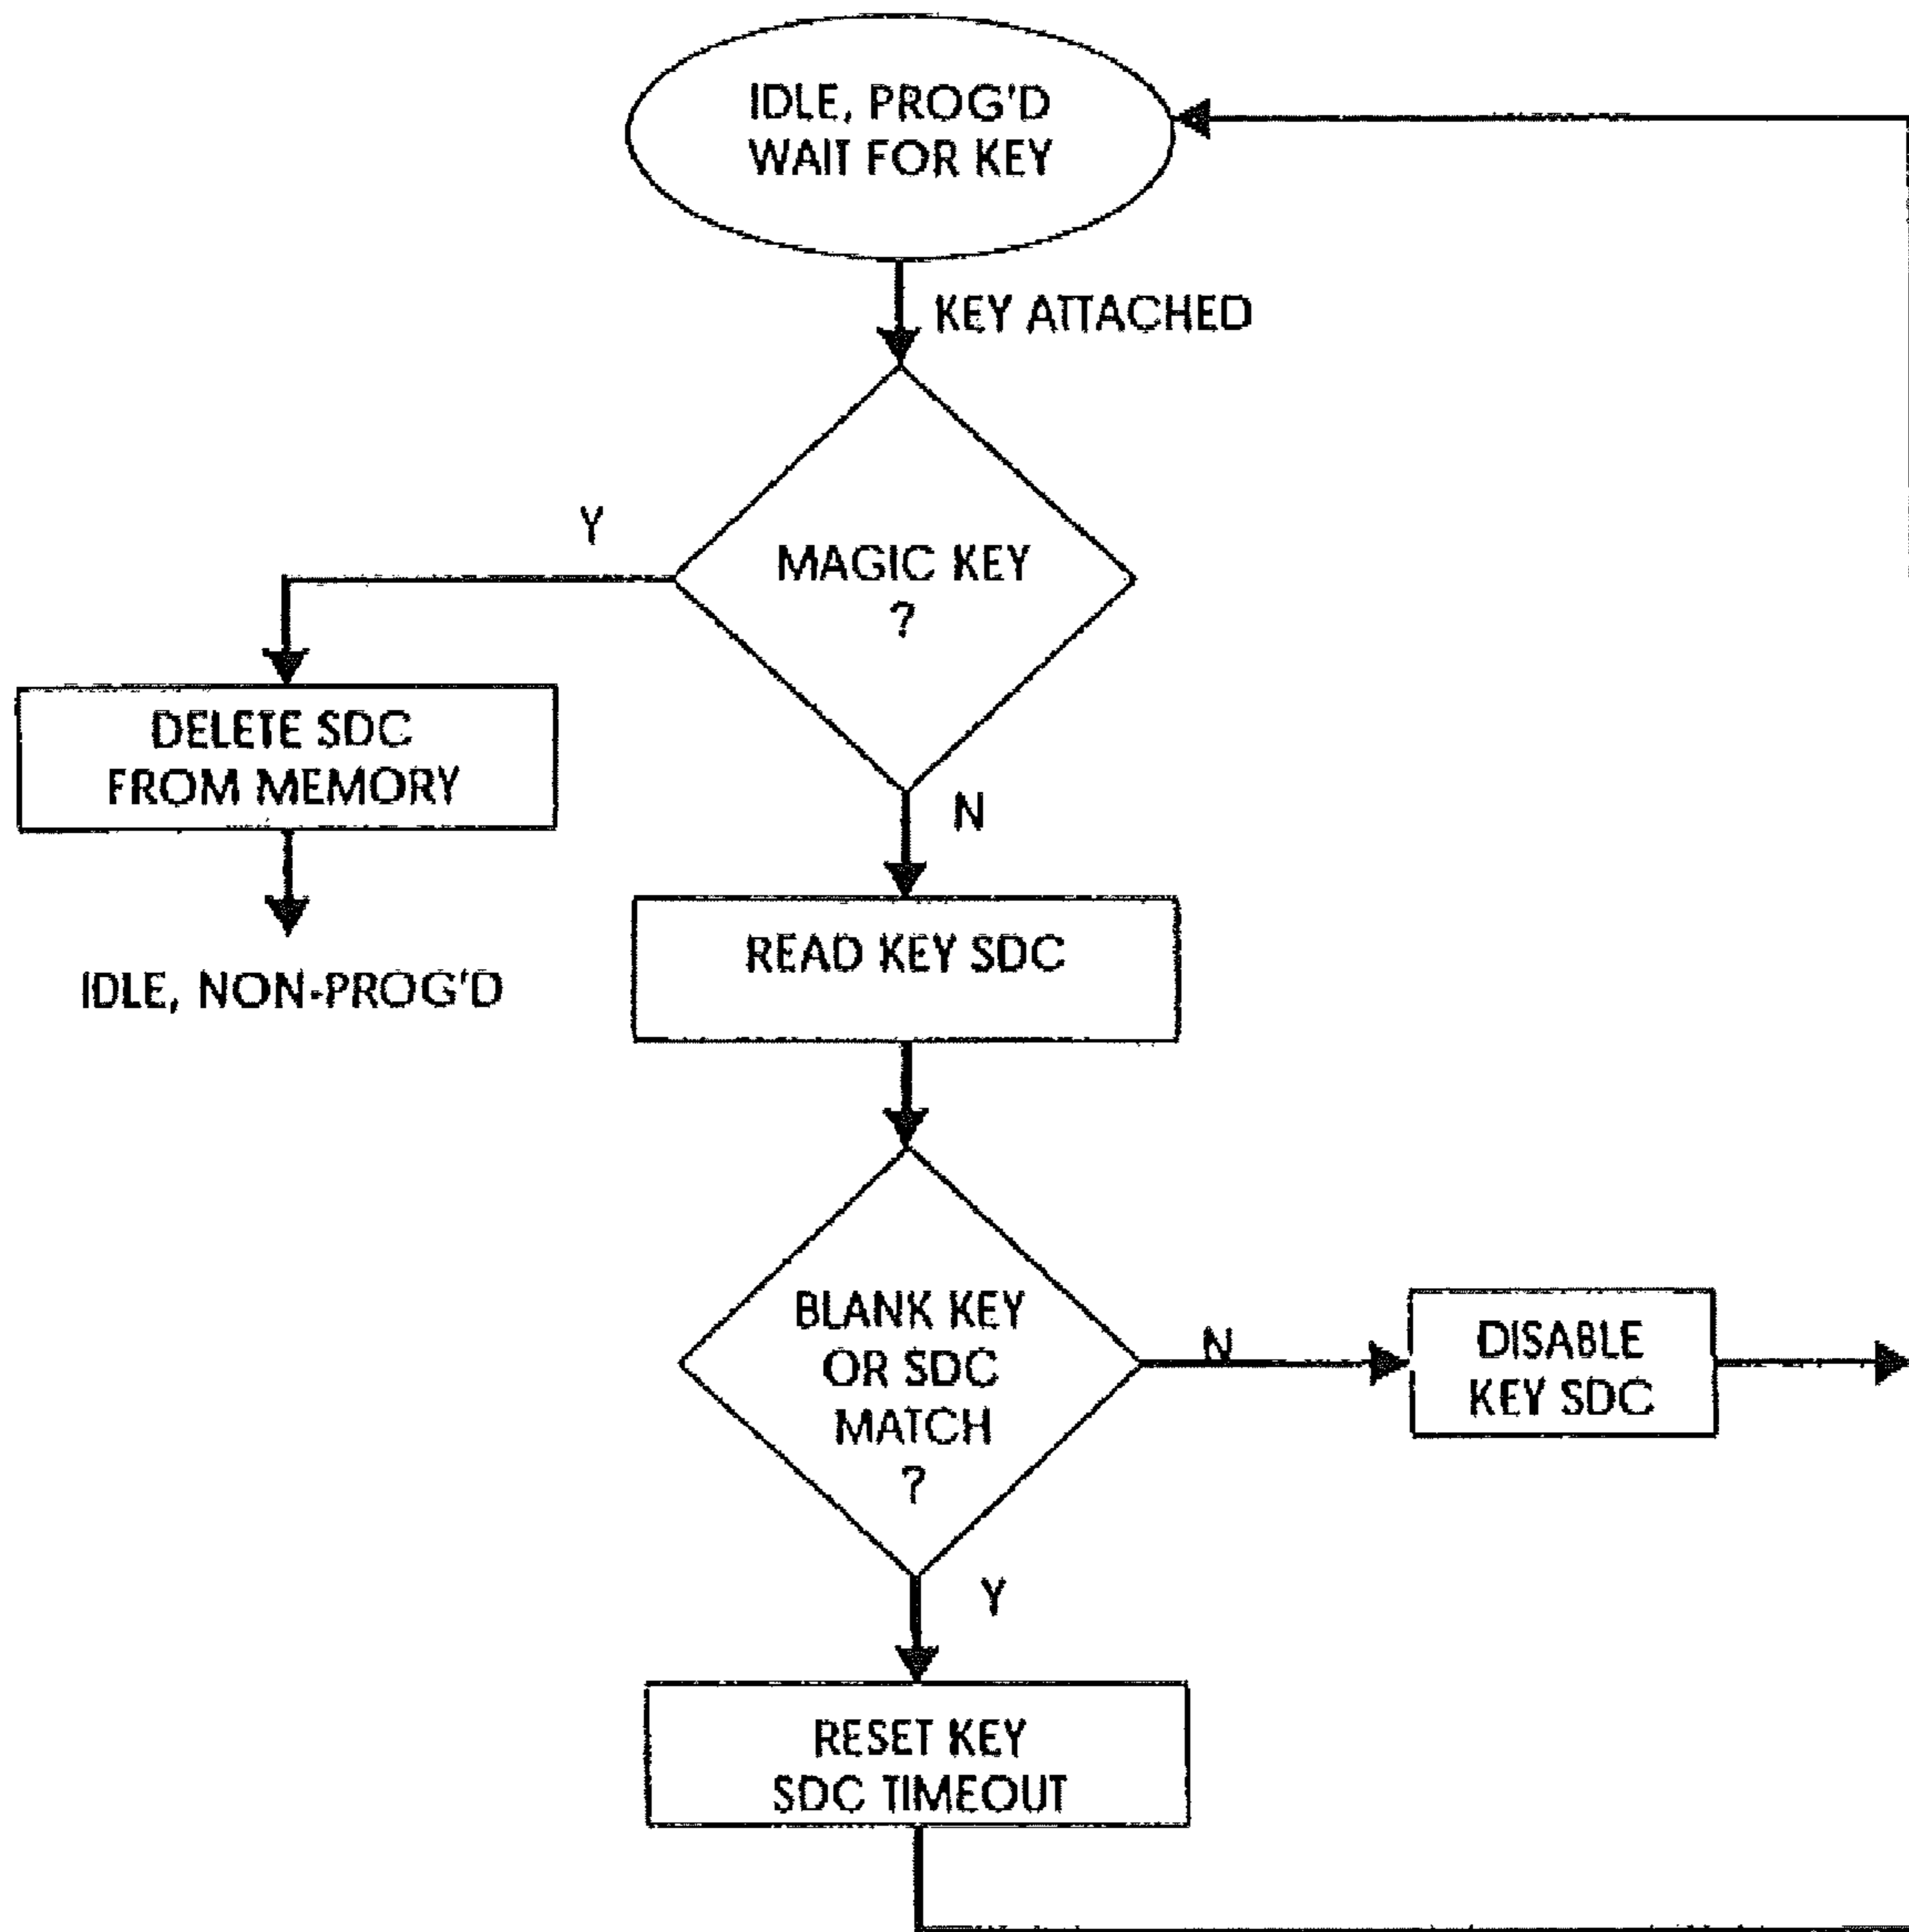 IDLE, PROG'D
WAIT FOR KEY
KEY ATTACHED
Y
MAGIC KEY
?
DELETE SDC
FROM MEMORY
N
READ KEY SDC
IDLE, NON-PROG'D
BLANK KEY
OR SDC
MATCH
?
N
DISABLE
KEY SDC
Y
RESET KEY
SDC TIMEOUT